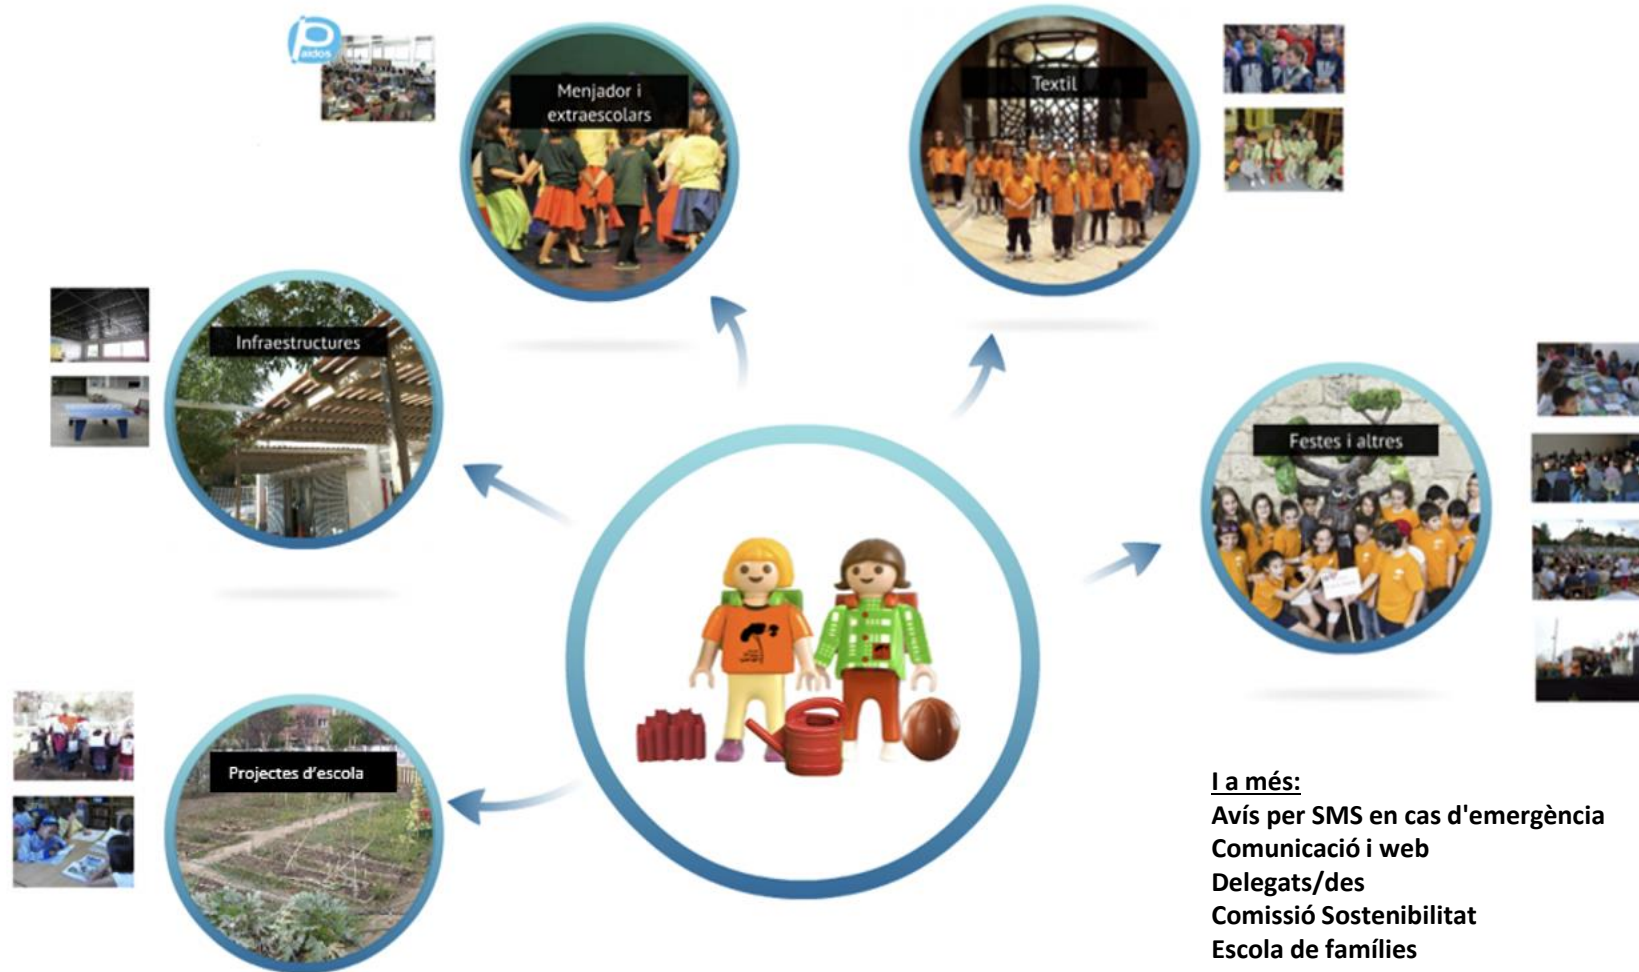 Paidos
Menjador i
extraescolars
Textil
Infraestructures
Festes i altres
Projectes d'escola
I a més:
Avís per SMS en cas d'emergència
Comunicació i web
Delegats/des
Comissió Sostenibilitat
Escola de famílies